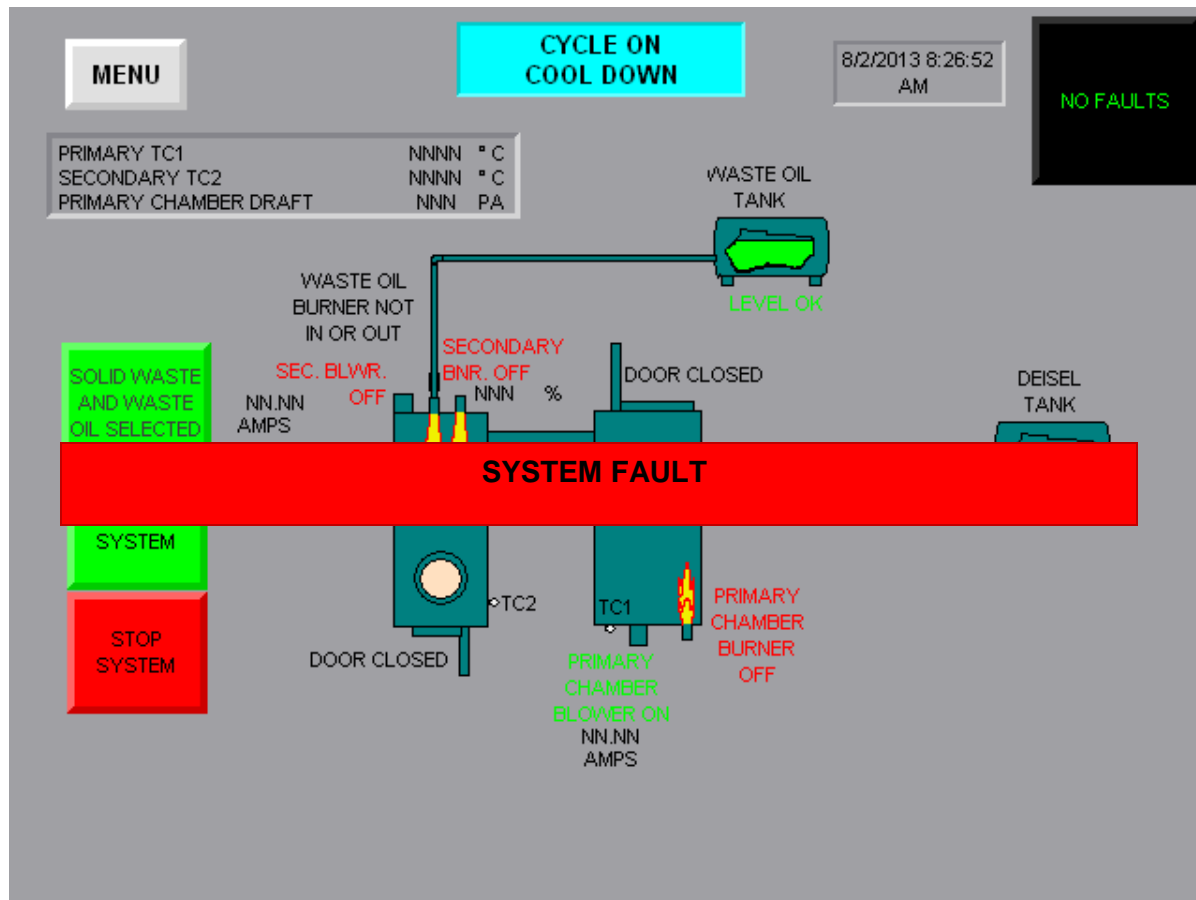 MENU
CYCLE ON
COOL DOWN
8/2/2013 8:26:52
AM
NO FAULTS
PRIMARY TC1 NNNN °C
SECONDARY TC2 NNNN °C
PRIMARY CHAMBER DRAFT NNN PA
WASTE OIL
TANK
LEVEL OK
WASTE OIL
BURNER NOT
IN OR OUT
SECONDARY
BNR. OFF
NNN %
SEC. BLWR.
OFF
NN.NN
AMPS
DOOR CLOSED
DEISEL
TANK
SOLID WASTE
AND WASTE
OIL SELECTED
SYSTEM FAULT
SYSTEM
STOP
SYSTEM
TC2
DOOR CLOSED
TC1
PRIMARY
CHAMBER
BURNER
OFF
PRIMARY
CHAMBER
BLOWER ON
NN.NN
AMPS